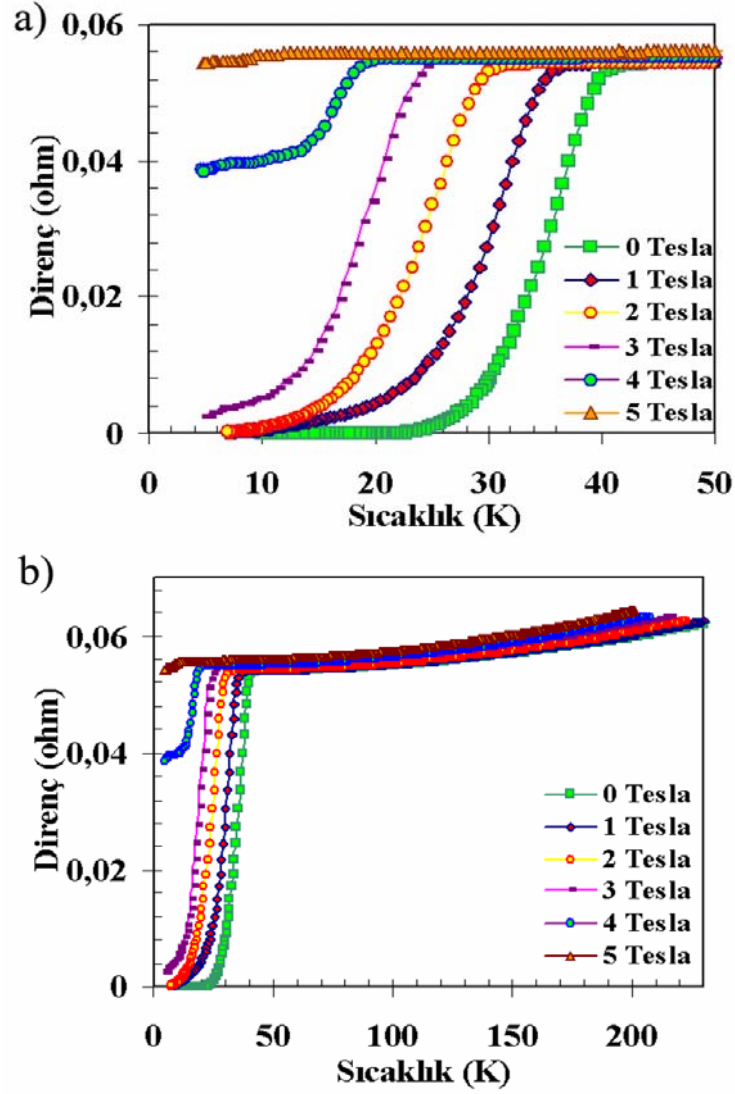 a)
0,06
0,04
0,02
0
Direnç (ohm)
0 Tesla
1 Tesla
2 Tesla
3 Tesla
4 Tesla
5 Tesla
0 10 20 30 40 50
Sıcaklık (K)
b)
0,06
0,04
0,02
0
Direnç (ohm)
0 Tesla
1 Tesla
2 Tesla
3 Tesla
4 Tesla
5 Tesla
0 50 100 150 200
Sıcaklık (K)